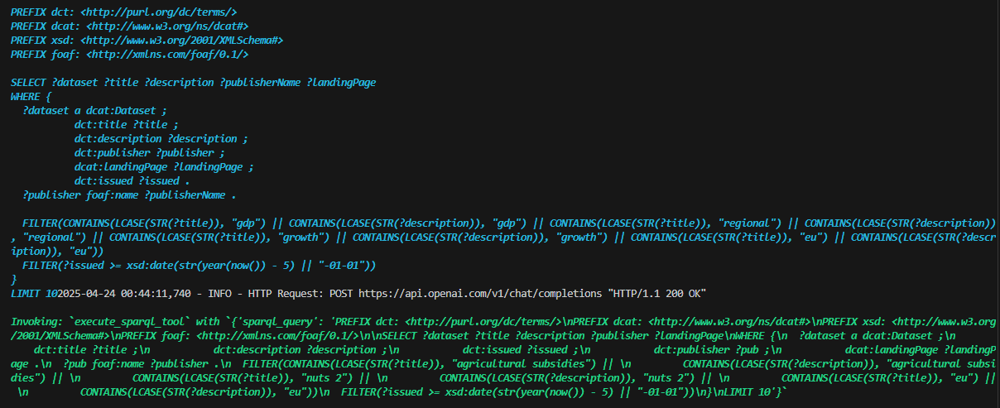 PREFIX dct: <http://purl.org/dc/terms/>
PREFIX dcat: <http://www.w3.org/ns/dcat#>
PREFIX xsd: <http://www.w3.org/2001/XMLSchema#>
PREFIX foaf: <http://xmlns.com/foaf/0.1/>

SELECT ?dataset ?title ?description ?publisherName ?landingPage
WHERE {
  ?dataset a dcat:Dataset ;
           dct:title ?title ;
           dct:description ?description ;
           dct:publisher ?publisher ;
           dcat:landingPage ?landingPage ;
           dct:issued ?issued .
  ?publisher foaf:name ?publisherName .

  FILTER(CONTAINS(LCASE(STR(?title)), "gdp") || CONTAINS(LCASE(STR(?description)), "gdp") || CONTAINS(LCASE(STR(?title)), "regional") || CONTAINS(LCASE(STR(?description))
, "regional") || CONTAINS(LCASE(STR(?title)), "growth") || CONTAINS(LCASE(STR(?description)), "growth") || CONTAINS(LCASE(STR(?title)), "eu") || CONTAINS(LCASE(STR(?descr
iption)), "eu"))
  FILTER(?issued >= xsd:date(str(year(now()) - 5) || "-01-01"))
}
LIMIT 102025-04-24 00:44:11,740 - INFO - HTTP Request: POST https://api.openai.com/v1/chat/completions "HTTP/1.1 200 OK"

Invoking: `execute_sparql_tool` with `{'sparql_query': 'PREFIX dct: <http://purl.org/dc/terms/>\nPREFIX dcat: <http://www.w3.org/ns/dcat#>\nPREFIX xsd: <http://www.w3.org
/2001/XMLSchema#>\nPREFIX foaf: <http://xmlns.com/foaf/0.1/>\n\nSELECT ?dataset ?title ?description ?publisherName ?landingPage\nWHERE {\n  ?dataset a dcat:Dataset ;\n
    dct:title ?title ;\n           dct:description ?description ;\n           dct:issued ?issued ;\n           dct:publisher ?pub ;\n           dcat:landingPage ?landingP
age .\n  ?pub foaf:name ?publisher .\n  FILTER(CONTAINS(LCASE(STR(?title)), "agricultural subsidies") || \n         CONTAINS(LCASE(STR(?description)), "agricultural subsi
dies") || \n         CONTAINS(LCASE(STR(?title)), "nuts 2") || \n         CONTAINS(LCASE(STR(?description)), "nuts 2") || \n         CONTAINS(LCASE(STR(?title)), "eu") ||
 \n         CONTAINS(LCASE(STR(?description)), "eu"))\n  FILTER(?issued >= xsd:date(str(year(now()) - 5) || "-01-01"))\n}\nLIMIT 10'}`